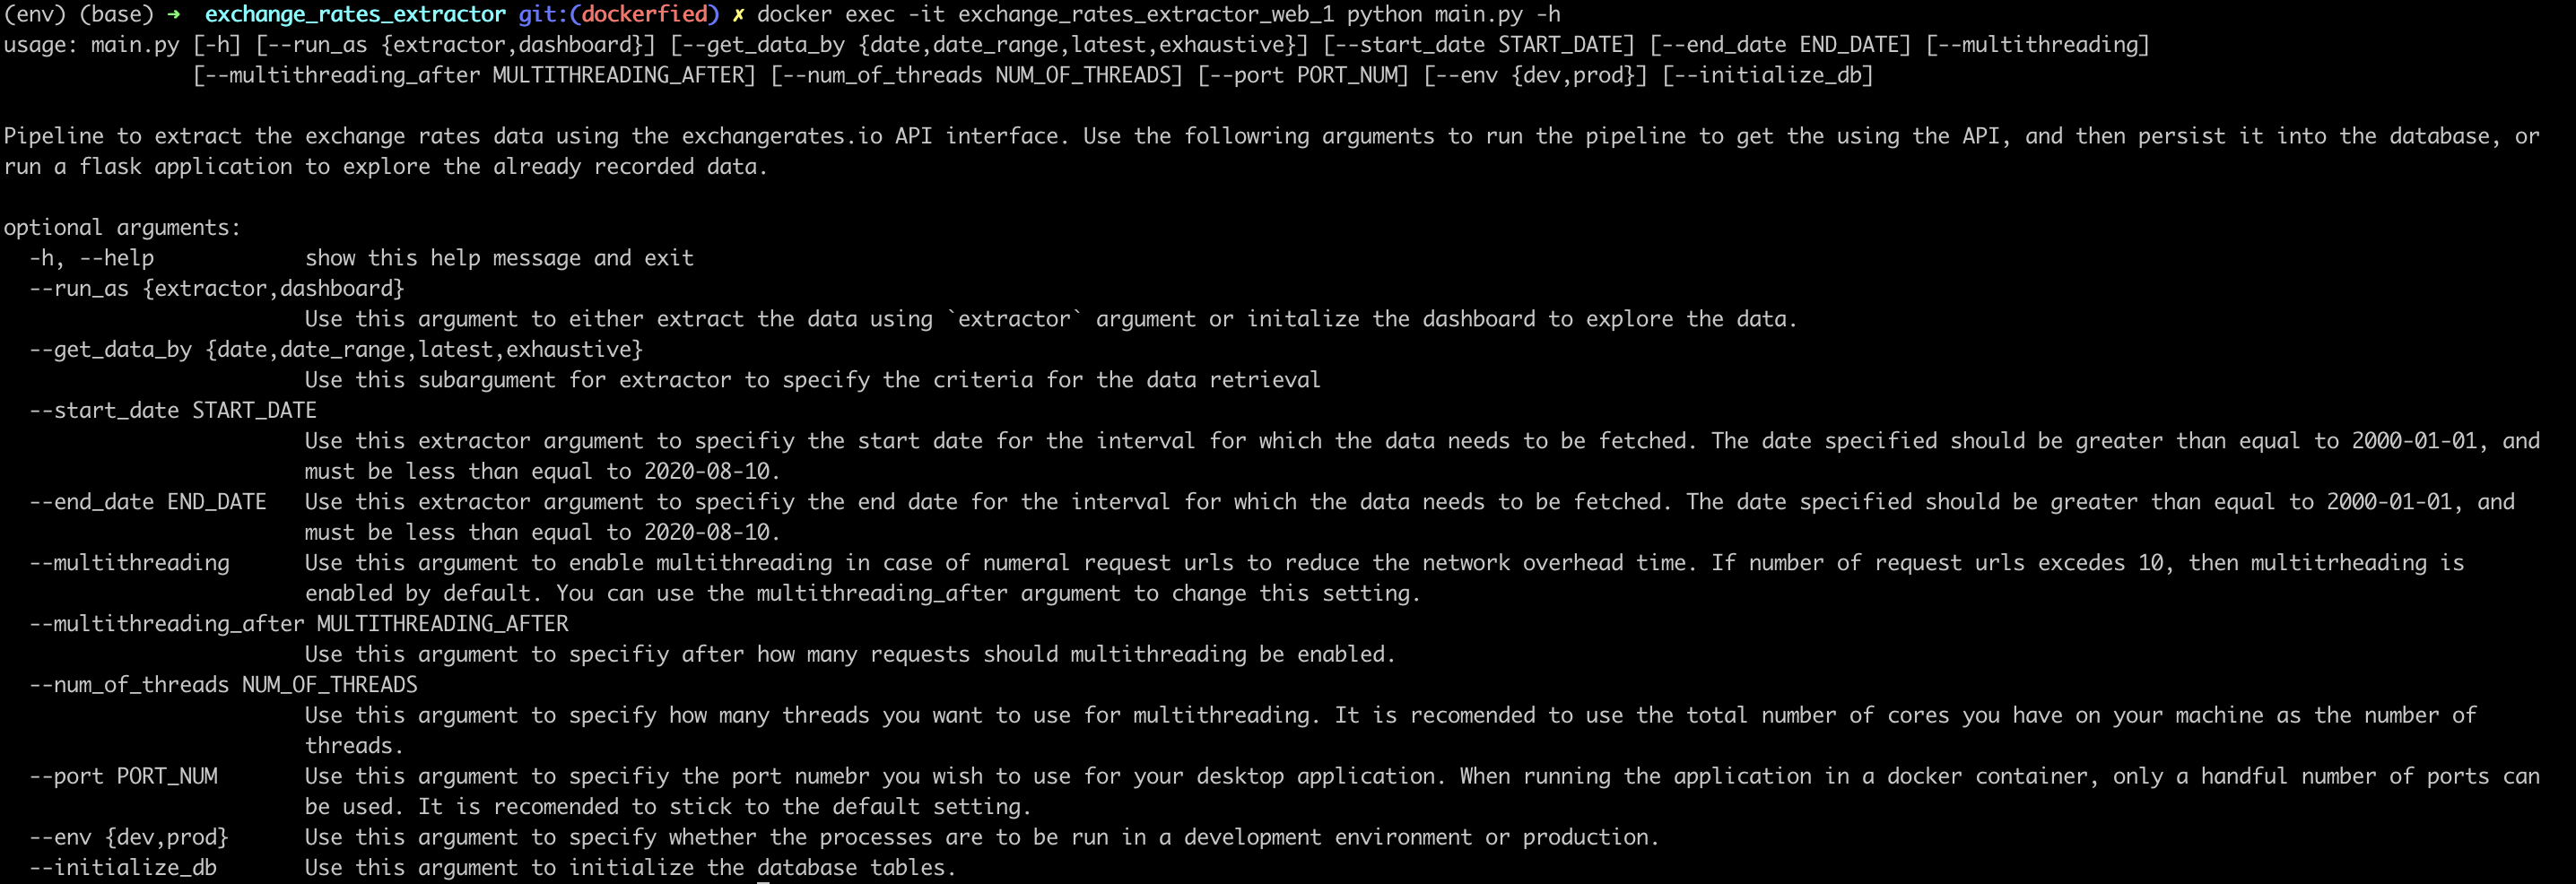 (env) (base) ➜  exchange_rates_extractor git:(dockerfied) ✗ docker exec -it exchange_rates_extractor_web_1 python main.py -h
usage: main.py [-h] [--run_as {extractor,dashboard}] [--get_data_by {date,date_range,latest,exhaustive}] [--start_date START_DATE] [--end_date END_DATE] [--multithreading]
               [--multithreading_after MULTITHREADING_AFTER] [--num_of_threads NUM_OF_THREADS] [--port PORT_NUM] [--env {dev,prod}] [--initialize_db]

Pipeline to extract the exchange rates data using the exchangerates.io API interface. Use the followring arguments to run the pipeline to get the using the API, and then persist it into the database, or
run a flask application to explore the already recorded data.

optional arguments:
  -h, --help            show this help message and exit
  --run_as {extractor,dashboard}
                        Use this argument to either extract the data using `extractor` argument or initalize the dashboard to explore the data.
  --get_data_by {date,date_range,latest,exhaustive}
                        Use this subargument for extractor to specify the criteria for the data retrieval
  --start_date START_DATE
                        Use this extractor argument to specifiy the start date for the interval for which the data needs to be fetched. The date specified should be greater than equal to 2000-01-01, and
                        must be less than equal to 2020-08-10.
  --end_date END_DATE   Use this extractor argument to specifiy the end date for the interval for which the data needs to be fetched. The date specified should be greater than equal to 2000-01-01, and
                        must be less than equal to 2020-08-10.
  --multithreading      Use this argument to enable multithreading in case of numeral request urls to reduce the network overhead time. If number of request urls excedes 10, then multitrheading is
                        enabled by default. You can use the multithreading_after argument to change this setting.
  --multithreading_after MULTITHREADING_AFTER
                        Use this argument to specifiy after how many requests should multithreading be enabled.
  --num_of_threads NUM_OF_THREADS
                        Use this argument to specify how many threads you want to use for multithreading. It is recomended to use the total number of cores you have on your machine as the number of
                        threads.
  --port PORT_NUM       Use this argument to specifiy the port numebr you wish to use for your desktop application. When running the application in a docker container, only a handful number of ports can
                        be used. It is recomended to stick to the default setting.
  --env {dev,prod}      Use this argument to specify whether the processes are to be run in a development environment or production.
  --initialize_db       Use this argument to initialize the database tables.